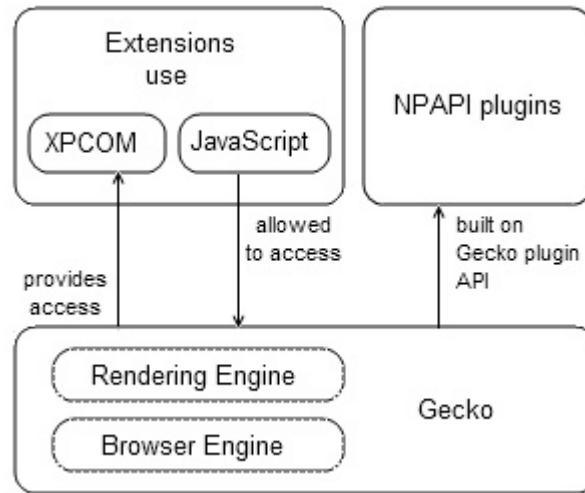 Extensions
use
XPCOM
JavaScript
NPAPI plugins
provides
access
allowed
to access
built on
Gecko plugin
API
Rendering Engine
Browser Engine
Gecko